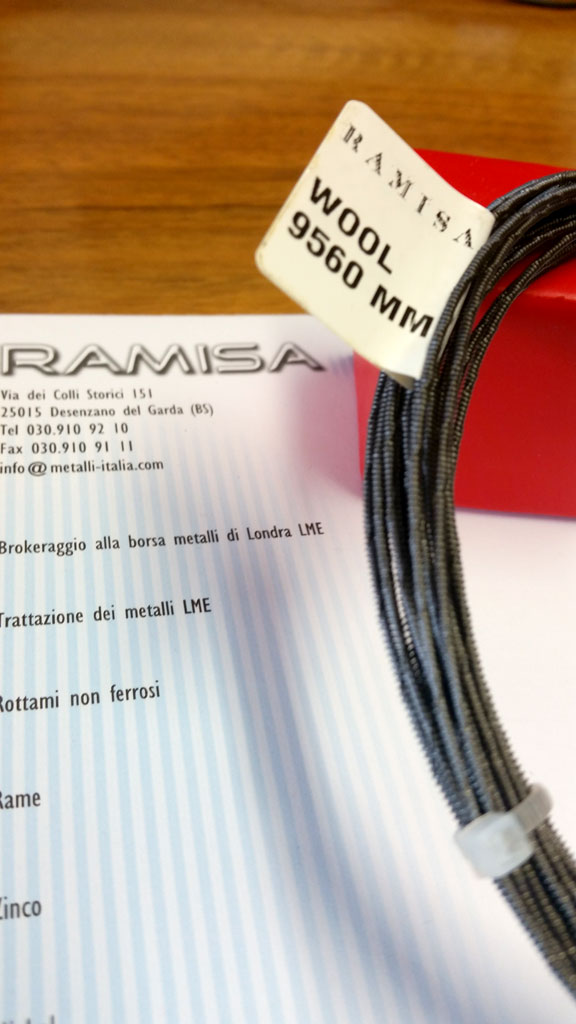 RAMISA
WOOL
9560 MM
RAMISA
Via dei Colli Storici 151
25015 Desenzano del Garda (BS)
Tel 030.910 92 10
Fax 030.910 91 11
info@metalli-italia.com
Brokeraggio alla borsa metalli di Londra LME
Trattazione dei metalli LME
Rottami non ferrosi
Rame
Zinco